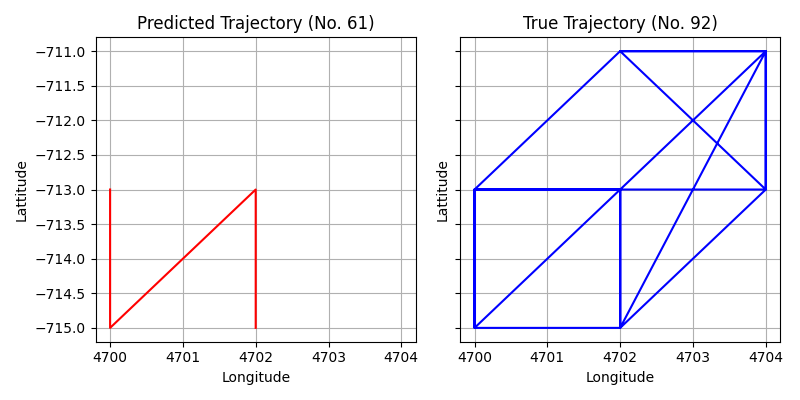 Predicted Trajectory (No. 61)
True Trajectory (No. 92)
Lattitude
−711.0
−711.5
−712.0
−712.5
−713.0
−713.5
−714.0
−714.5
−715.0
4700 4701 4702 4703 4704
Longitude
Lattitude
4700 4701 4702 4703 4704
Longitude